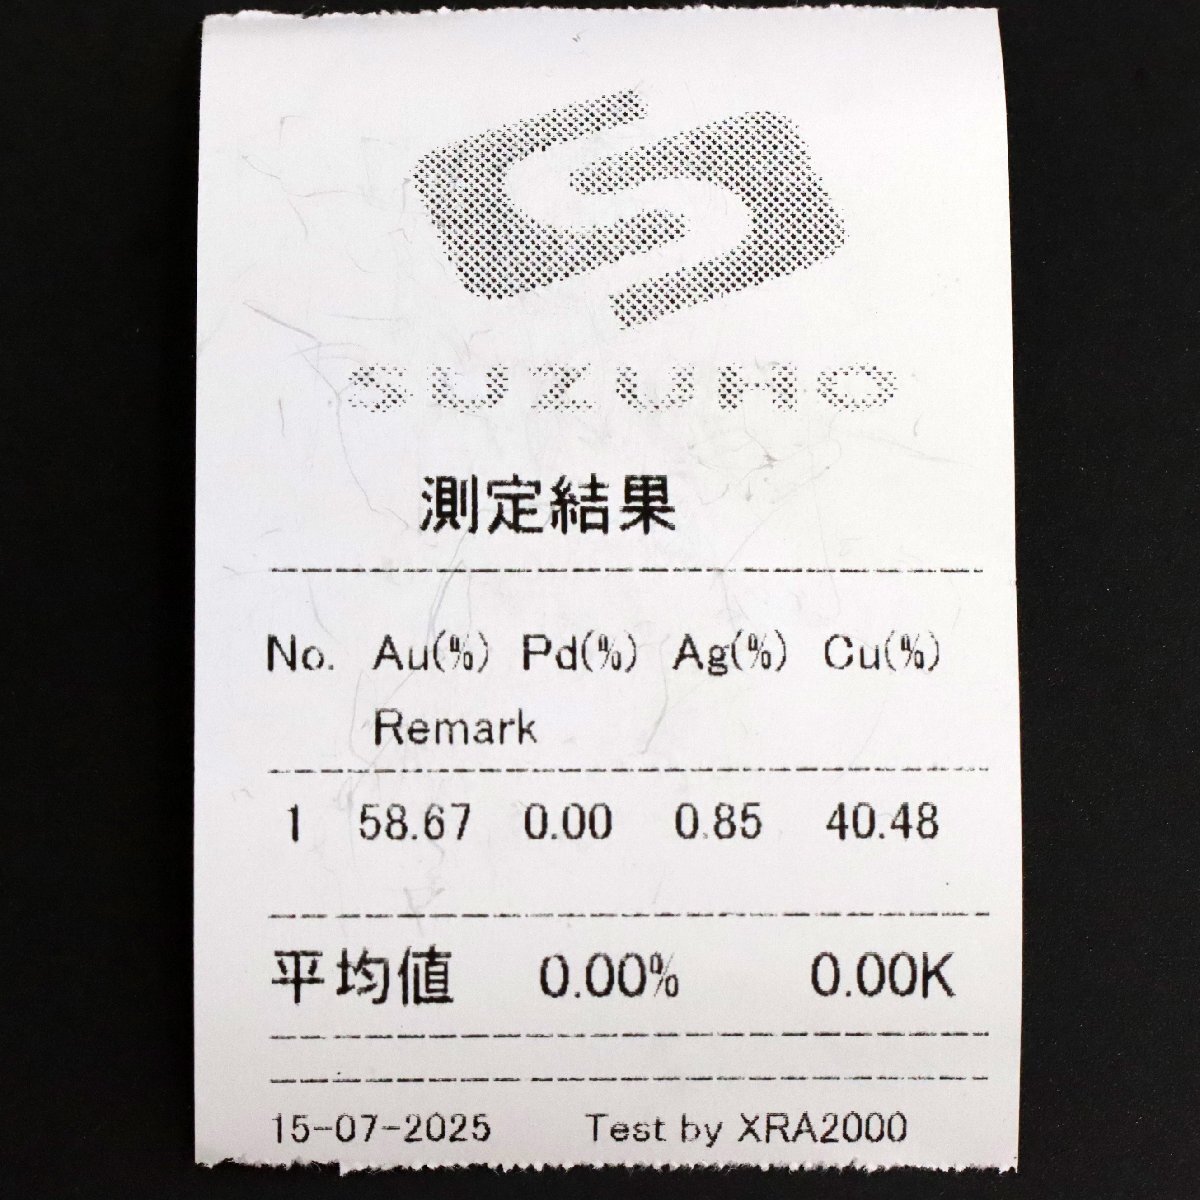 SUZUHO
測定結果
No. Au(%) Pd(%) Ag(%) Cu(%)
Remark
1 58.67 0.00 0.85 40.48
平均値 0.00% 0.00K
15-07-2025 Test by XRA2000